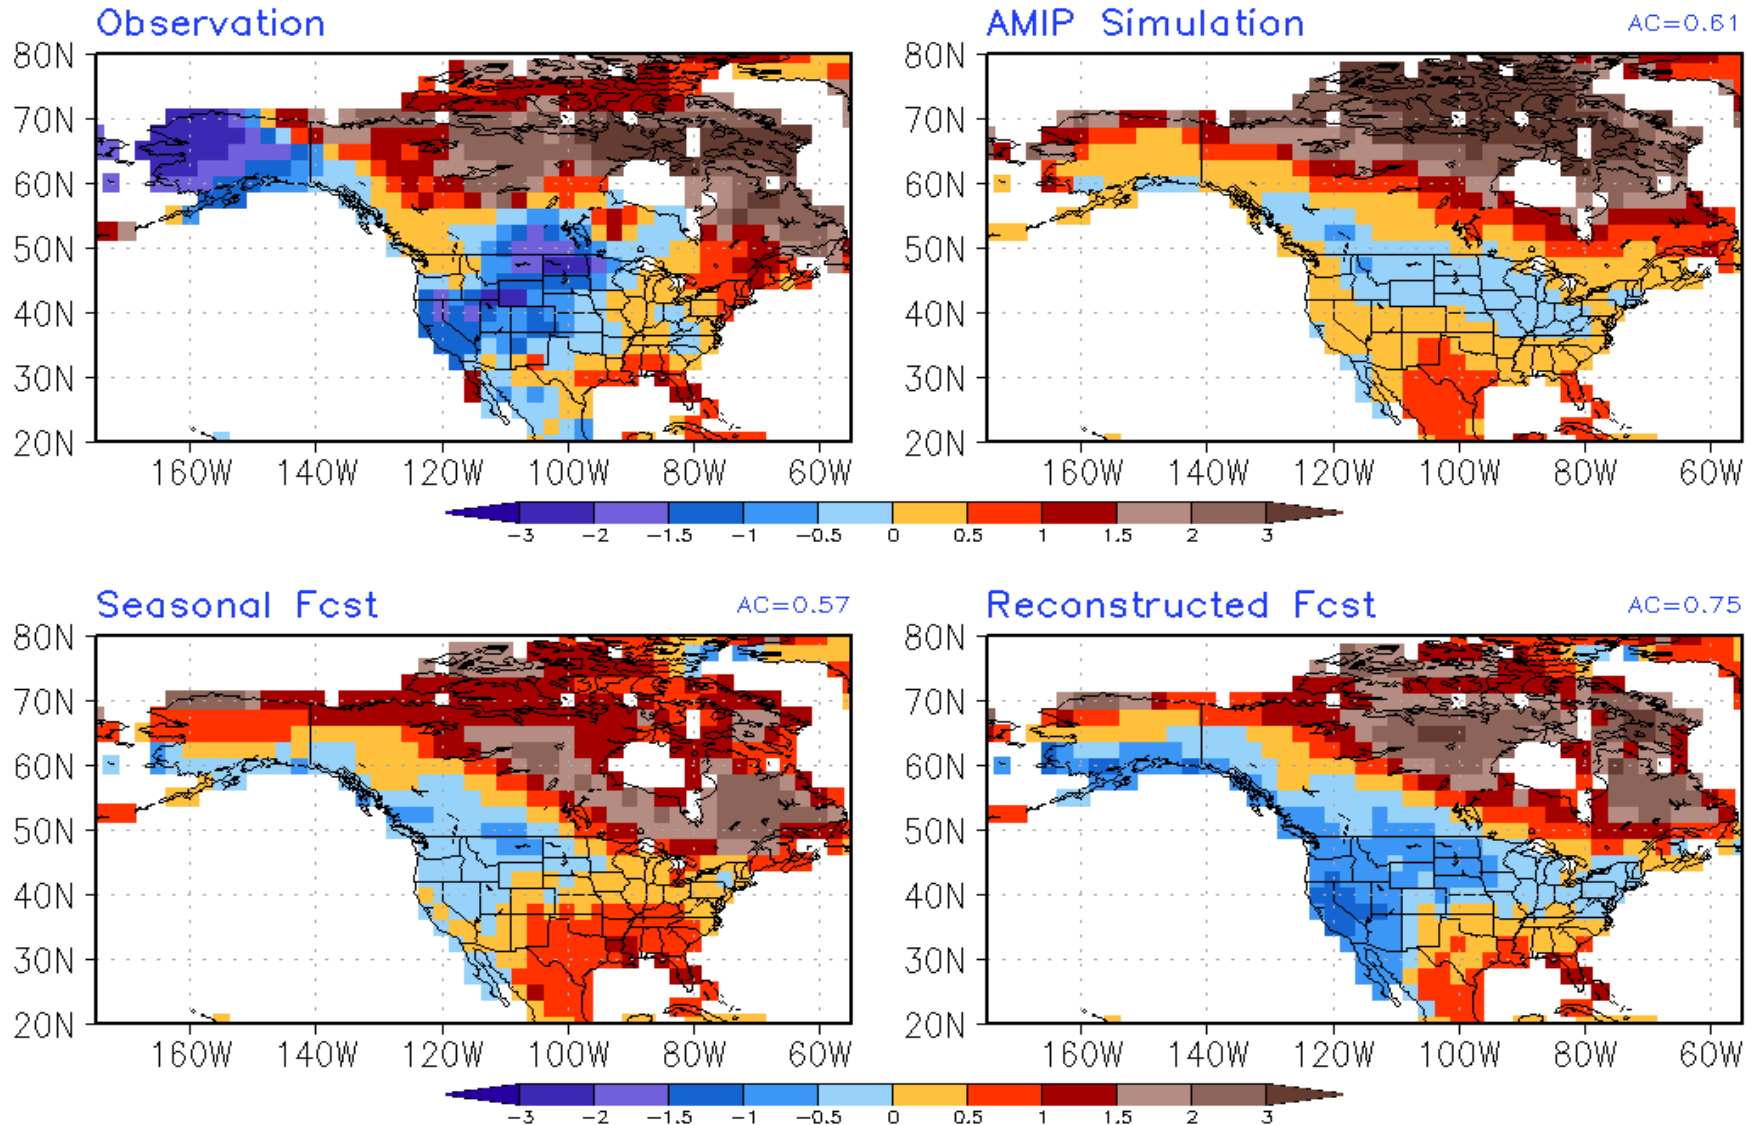 Observation
AMIP Simulation AC=0.61
80N
70N
60N
50N
40N
30N
20N
160W 140W 120W 100W 80W 60W
80N
70N
60N
50N
40N
30N
20N
160W 140W 120W 100W 80W 60W
-3 -2 -1.5 -1 -0.5 0 0.5 1 1.5 2 3
Seasonal Fcst AC=0.57
Reconstructed Fcst AC=0.75
80N
70N
60N
50N
40N
30N
20N
160W 140W 120W 100W 80W 60W
80N
70N
60N
50N
40N
30N
20N
160W 140W 120W 100W 80W 60W
-3 -2 -1.5 -1 -0.5 0 0.5 1 1.5 2 3